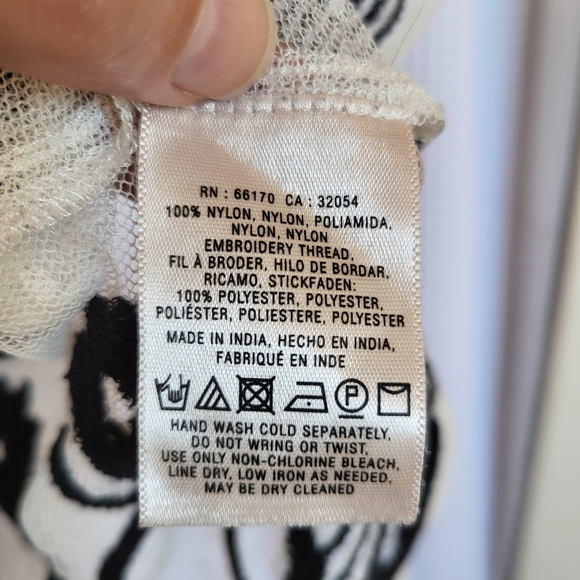 RN : 66170 CA : 32054
100% NYLON, NYLON, POLIAMIDA,
NYLON, NYLON
EMBROIDERY THREAD,
FIL À BRODER, HILO DE BORDAR,
RICAMO, STICKFADEN:
100% POLYESTER, POLYESTER,
POLIÉSTER, POLIESTERE, POLYESTER
MADE IN INDIA, HECHO EN INDIA,
FABRIQUÉ EN INDE
P
HAND WASH COLD SEPARATELY,
DO NOT WRING OR TWIST,
USE ONLY NON-CHLORINE BLEACH,
LINE DRY, LOW IRON AS NEEDED,
MAY BE DRY CLEANED